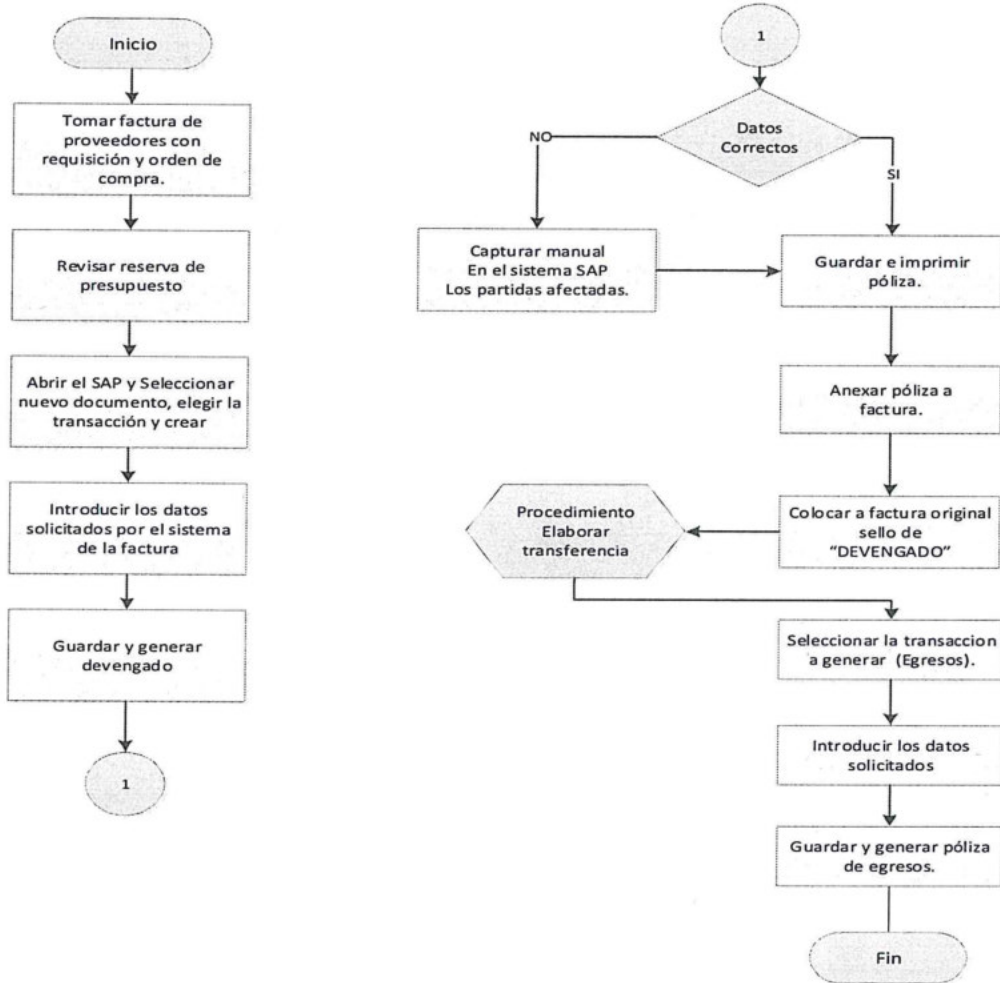 Inicio
Tomar factura de
proveedores con
requisición y orden de
compra.
Revisar reserva de
presupuesto
Abrir el SAP y Seleccionar
nuevo documento, elegir la
transacción y crear
Introducir los datos
solicitados por el sistema
de la factura
Guardar y generar
devengado
1
1
Datos
Correctos
NO
SI
Capturar manual
En el sistema SAP
Los partidas afectadas.
Guardar e imprimir
póliza.
Anexar póliza a
factura.
Colocar a factura original
sello de
“DEVENGADO”
Procedimiento
Elaborar
transferencia
Seleccionar la transaccion
a generar (Egresos).
Introducir los datos
solicitados
Guardar y generar póliza
de egresos.
Fin